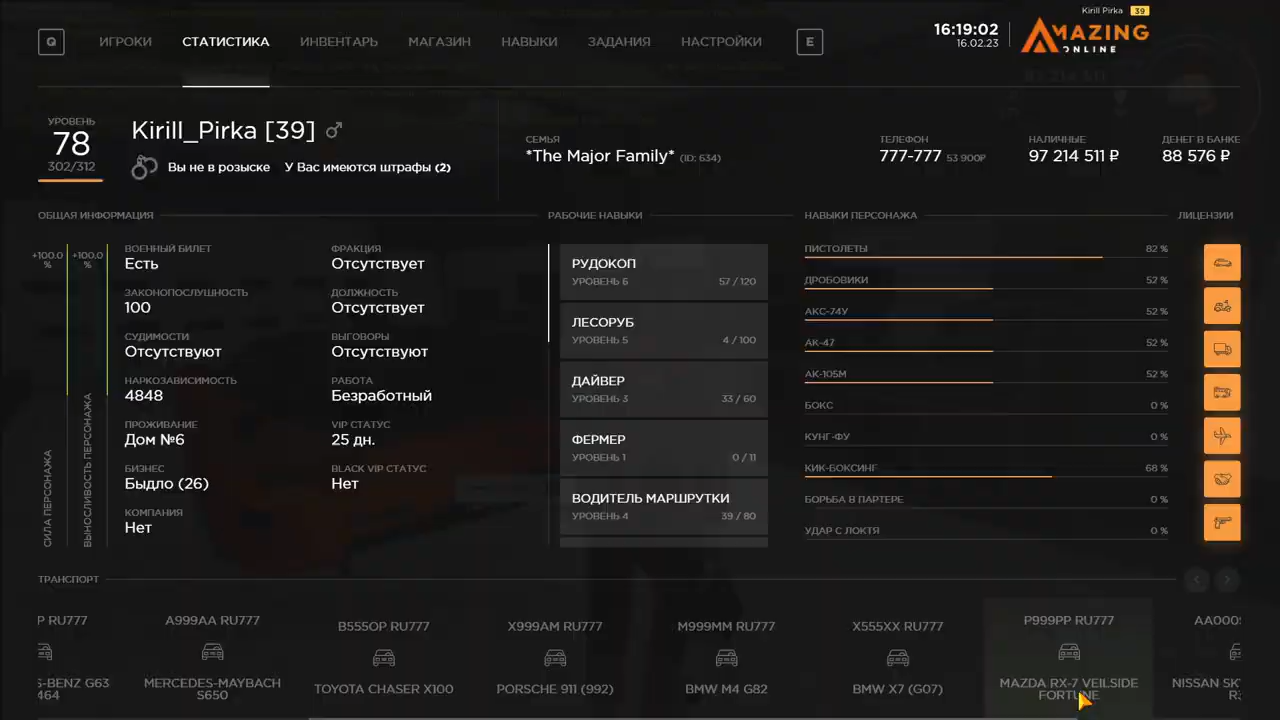 Kirill Pirka 39
Q ИГРОКИ СТАТИСТИКА ИНВЕНТАРЬ МАГАЗИН НАВЫКИ ЗАДАНИЯ НАСТРОЙКИ E
16:19:02
16.02.23
AMAZING
ONLINE
УРОВЕНЬ
78
302/312
Kirill_Pirka [39]
Вы не в розыске У Вас имеются штрафы (2)
СЕМЬЯ
*The Major Family* (ID: 634)
ТЕЛЕФОН
777-777 53 900₽
НАЛИЧНЫЕ
97 214 511 ₽
ДЕНЕГ В БАНКЕ
88 576 ₽
ОБЩАЯ ИНФОРМАЦИЯ
+100.0
%
+100.0
%
СИЛА ПЕРСОНАЖА
ВЫНОСЛИВОСТЬ ПЕРСОНАЖА
ВОЕННЫЙ БИЛЕТ
Есть
ЗАКОНОПОСЛУШНОСТЬ
100
СУДИМОСТИ
Отсутствуют
НАРКОЗАВИСИМОСТЬ
4848
ПРОЖИВАНИЕ
Дом №6
БИЗНЕС
Быдло (26)
КОМПАНИЯ
Нет
ФРАКЦИЯ
Отсутствует
ДОЛЖНОСТЬ
Отсутствует
ВЫГОВОРЫ
Отсутствуют
РАБОТА
Безработный
VIP СТАТУС
25 дн.
BLACK VIP СТАТУС
Нет
РАБОЧИЕ НАВЫКИ
РУДОКОП
УРОВЕНЬ 6 57 / 120
ЛЕСОРУБ
УРОВЕНЬ 5 4 / 100
ДАЙВЕР
УРОВЕНЬ 3 33 / 60
ФЕРМЕР
УРОВЕНЬ 1 0 / 11
ВОДИТЕЛЬ МАРШРУТКИ
УРОВЕНЬ 4 39 / 80
НАВЫКИ ПЕРСОНАЖА
ПИСТОЛЕТЫ 82 %
ДРОБОВИКИ 52 %
АКС-74У 52 %
АК-47 52 %
АК-105М 52 %
БОКС 0 %
КУНГ-ФУ 0 %
КИК-БОКСИНГ 68 %
БОРЬБА В ПАРТЕРЕ 0 %
УДАР С ЛОКТЯ 0 %
ЛИЦЕНЗИИ
ТРАНСПОРТ
P RU777
S-BENZ G63
464
A999AA RU777
MERCEDES-MAYBACH
S650
B555OP RU777
TOYOTA CHASER X100
X999AM RU777
PORSCHE 911 (992)
M999MM RU777
BMW M4 G82
X555XX RU777
BMW X7 (G07)
P999PP RU777
MAZDA RX-7 VEILSIDE
FORTUNE
AA000
NISSAN SK
R